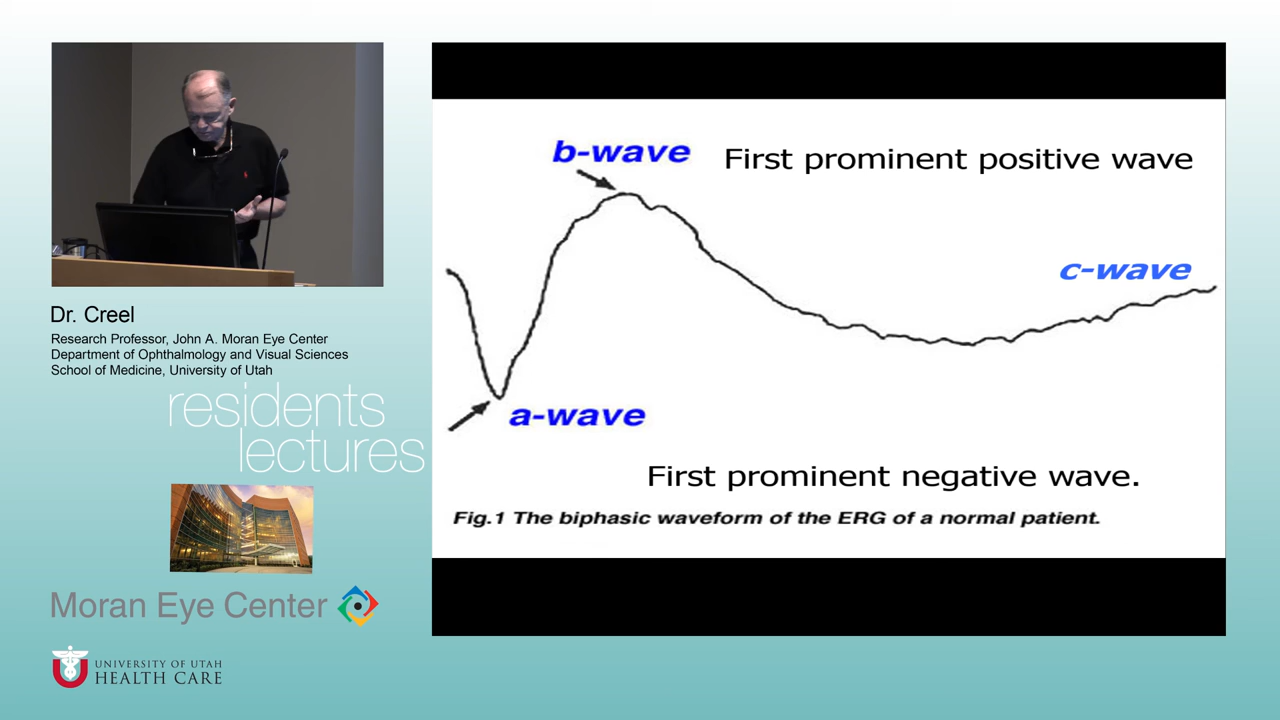 Dr. Creel
Research Professor, John A. Moran Eye Center
Department of Ophthalmology and Visual Sciences
School of Medicine, University of Utah
residents
lectures
Moran Eye Center
UNIVERSITY OF UTAH
HEALTH CARE
b-wave
First prominent positive wave
c-wave
a-wave
First prominent negative wave.
Fig.1 The biphasic waveform of the ERG of a normal patient.